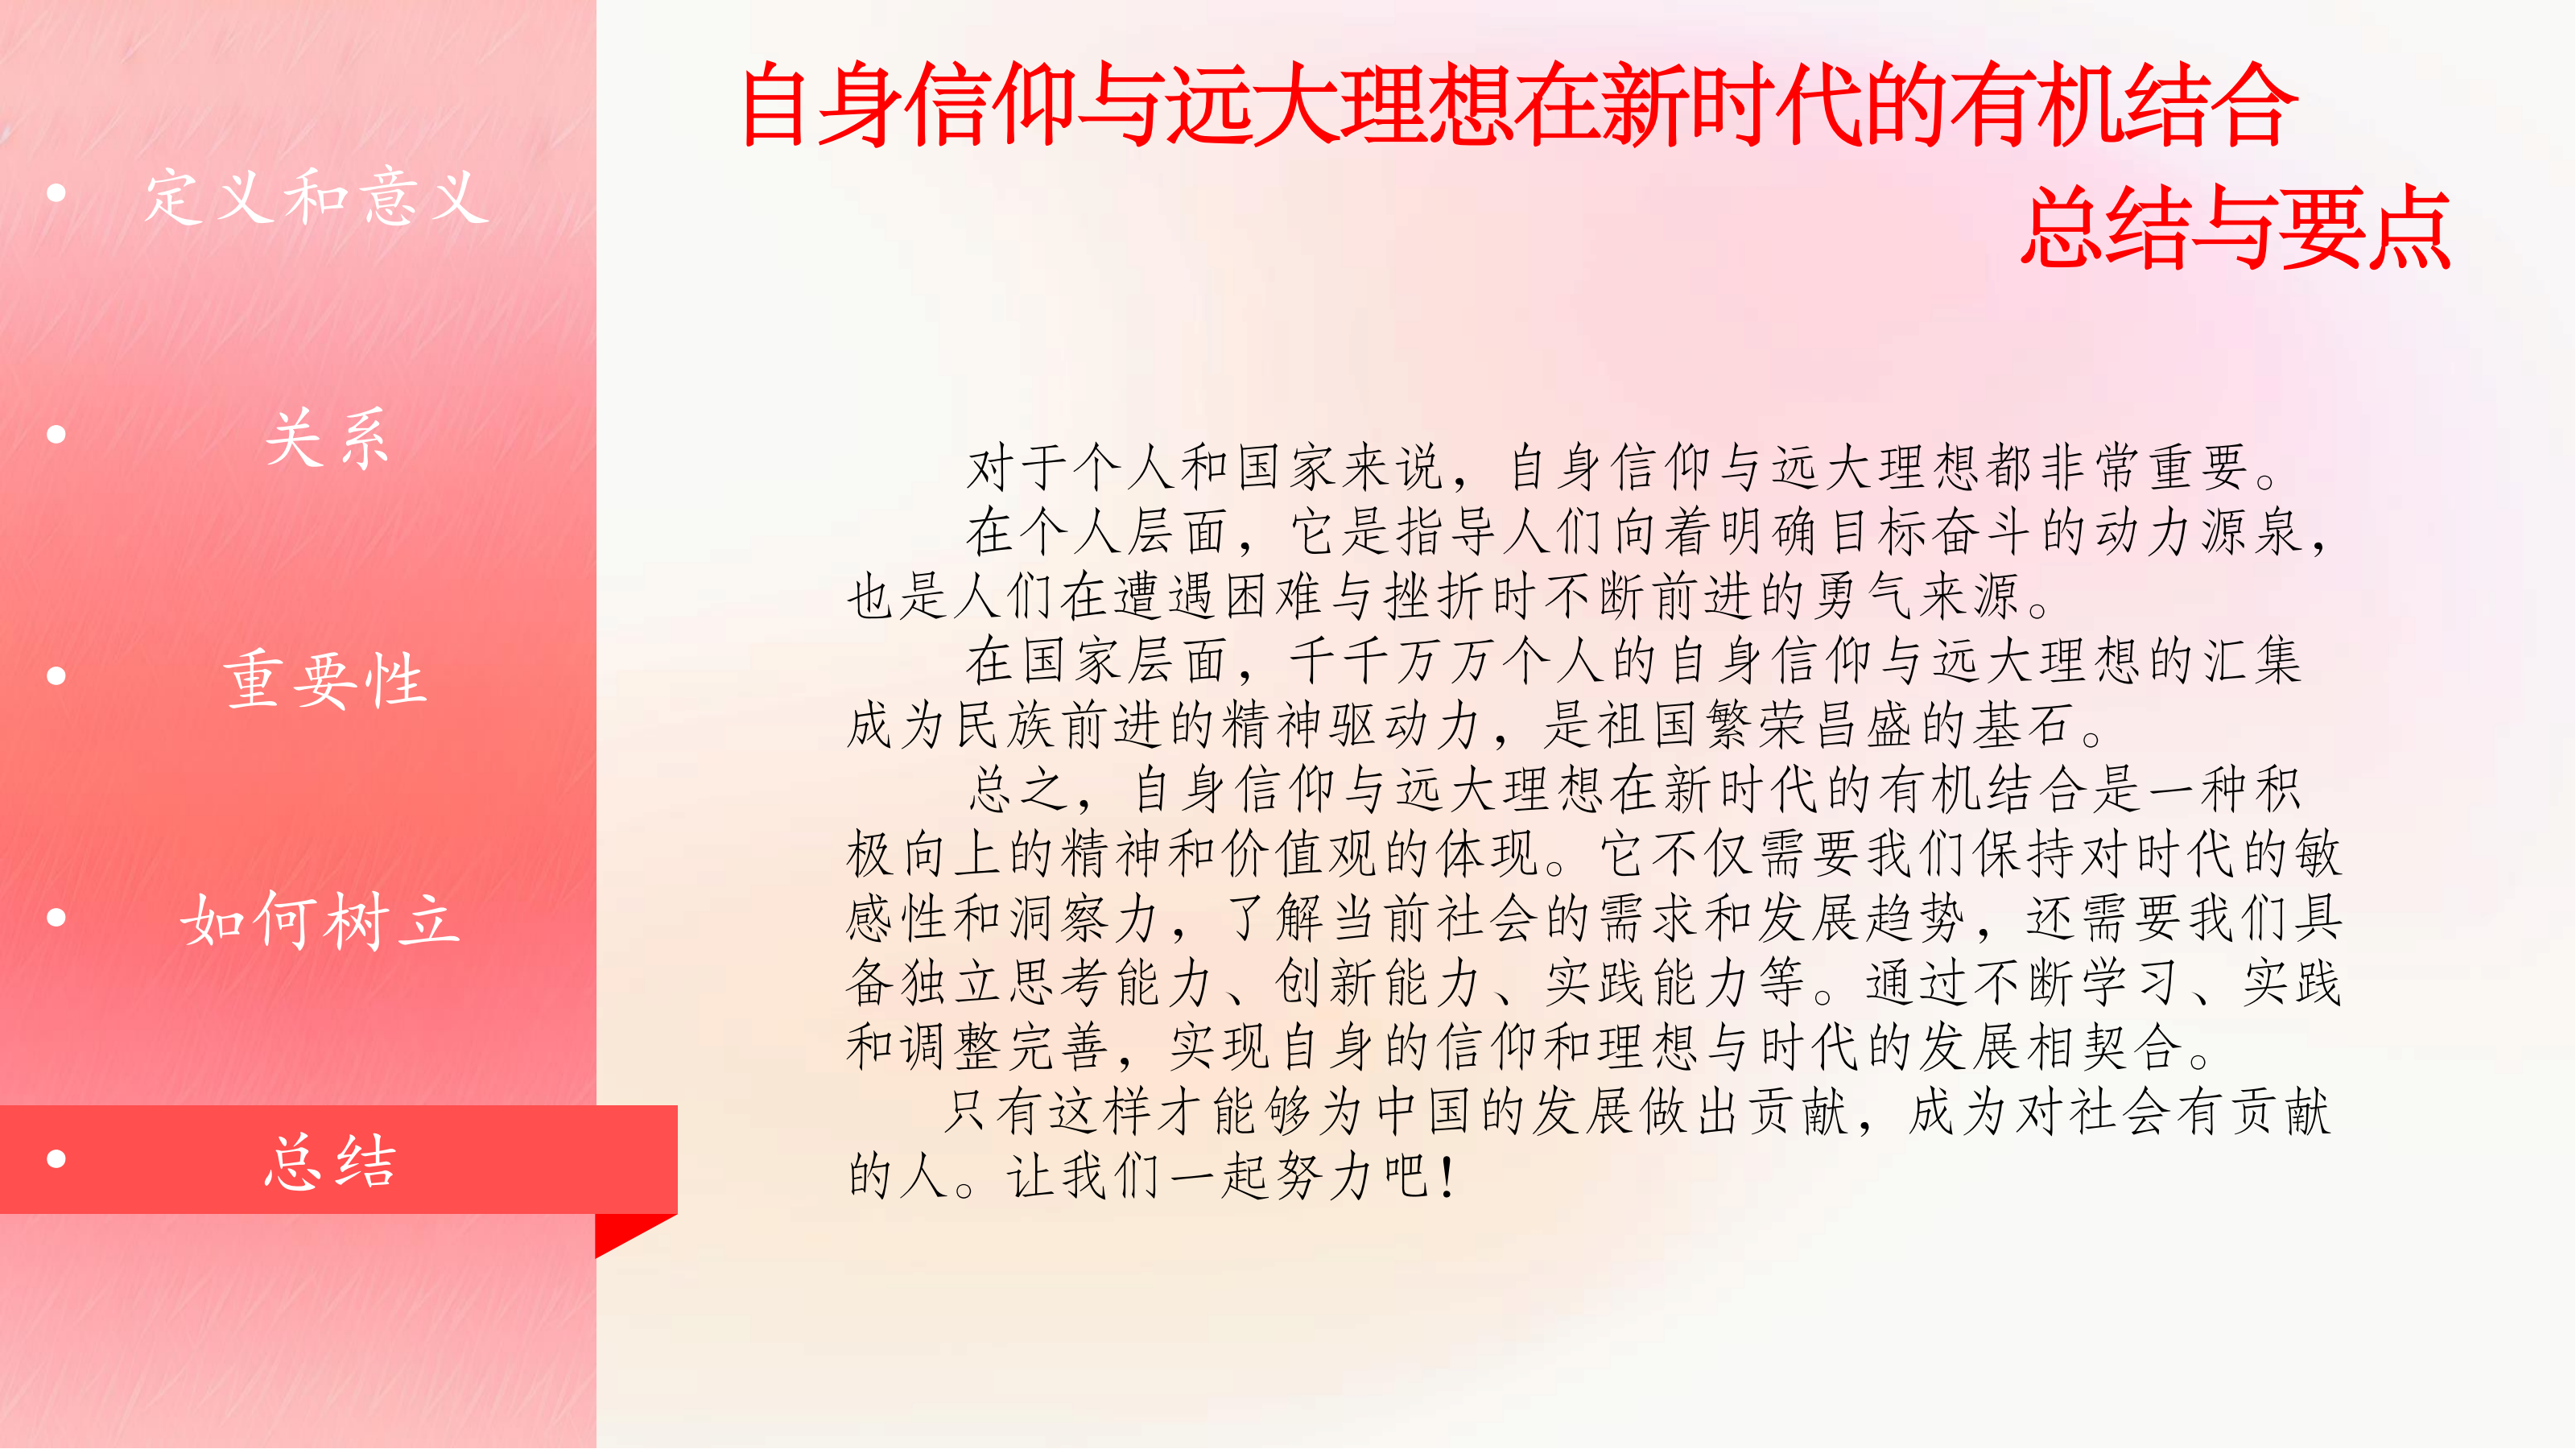 定义和意义
关系
重要性
如何树立
总结
自身信仰与远大理想在新时代的有机结合
总结与要点
对于个人和国家来说，自身信仰与远大理想都非常重要。
在个人层面，它是指导人们向着明确目标奋斗的动力源泉，
也是人们在遭遇困难与挫折时不断前进的勇气来源。
在国家层面，千千万万个人的自身信仰与远大理想的汇集
成为民族前进的精神驱动力，是祖国繁荣昌盛的基石。
总之，自身信仰与远大理想在新时代的有机结合是一种积
极向上的精神和价值观的体现。它不仅需要我们保持对时代的敏
感性和洞察力，了解当前社会的需求和发展趋势，还需要我们具
备独立思考能力、创新能力、实践能力等。通过不断学习、实践
和调整完善，实现自身的信仰和理想与时代的发展相契合。
只有这样才能够为中国的发展做出贡献，成为对社会有贡献
的人。让我们一起努力吧！